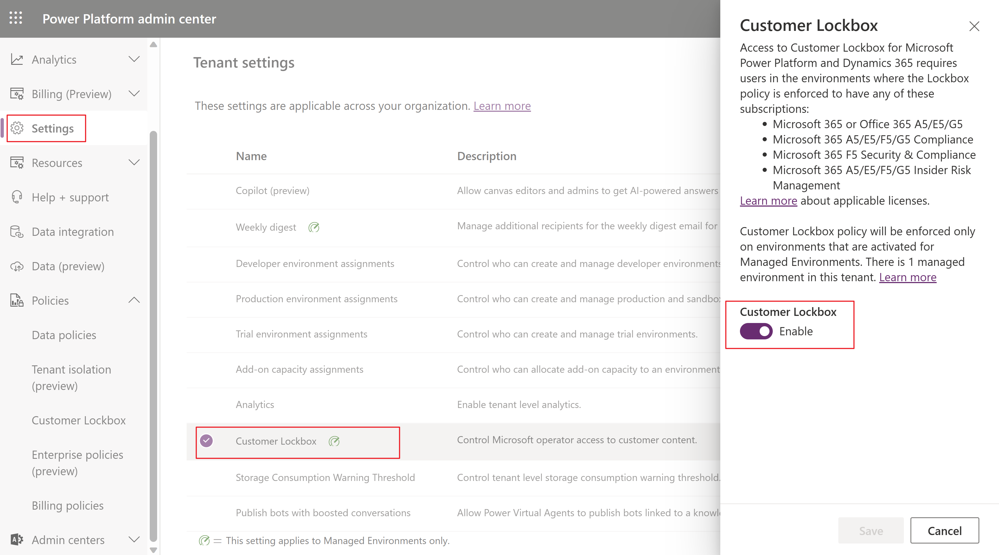 Power Platform admin center
Analytics
Billing (Preview)
Settings
Resources
Help + support
Data integration
Data (preview)
Policies
Data policies
Tenant isolation
(preview)
Customer Lockbox
Enterprise policies
(preview)
Billing policies
Admin centers
Tenant settings
These settings are applicable across your organization. Learn more
Name Description
Copilot (preview) Allow canvas editors and admins to get AI-powered answers
Weekly digest Manage additional recipients for the weekly digest email for
Developer environment assignments Control who can create and manage developer environments
Production environment assignments Control who can create and manage production and sandbox
Trial environment assignments Control who can create and manage trial environments.
Add-on capacity assignments Control who can allocate add-on capacity to an environment
Analytics Enable tenant level analytics.
Customer Lockbox Control Microsoft operator access to customer content.
Storage Consumption Warning Threshold Control tenant level storage consumption warning threshold.
Publish bots with boosted conversations Allow Power Virtual Agents to publish bots linked to a knowl
= This setting applies to Managed Environments only.
Customer Lockbox
Access to Customer Lockbox for Microsoft
Power Platform and Dynamics 365 requires
users in the environments where the Lockbox
policy is enforced to have any of these
subscriptions:
• Microsoft 365 or Office 365 A5/E5/G5
• Microsoft 365 A5/E5/F5/G5 Compliance
• Microsoft 365 F5 Security & Compliance
• Microsoft 365 A5/E5/F5/G5 Insider Risk
Management
Learn more about applicable licenses.
Customer Lockbox policy will be enforced only
on environments that are activated for
Managed Environments. There is 1 managed
environment in this tenant. Learn more
Customer Lockbox
Enable
Save Cancel